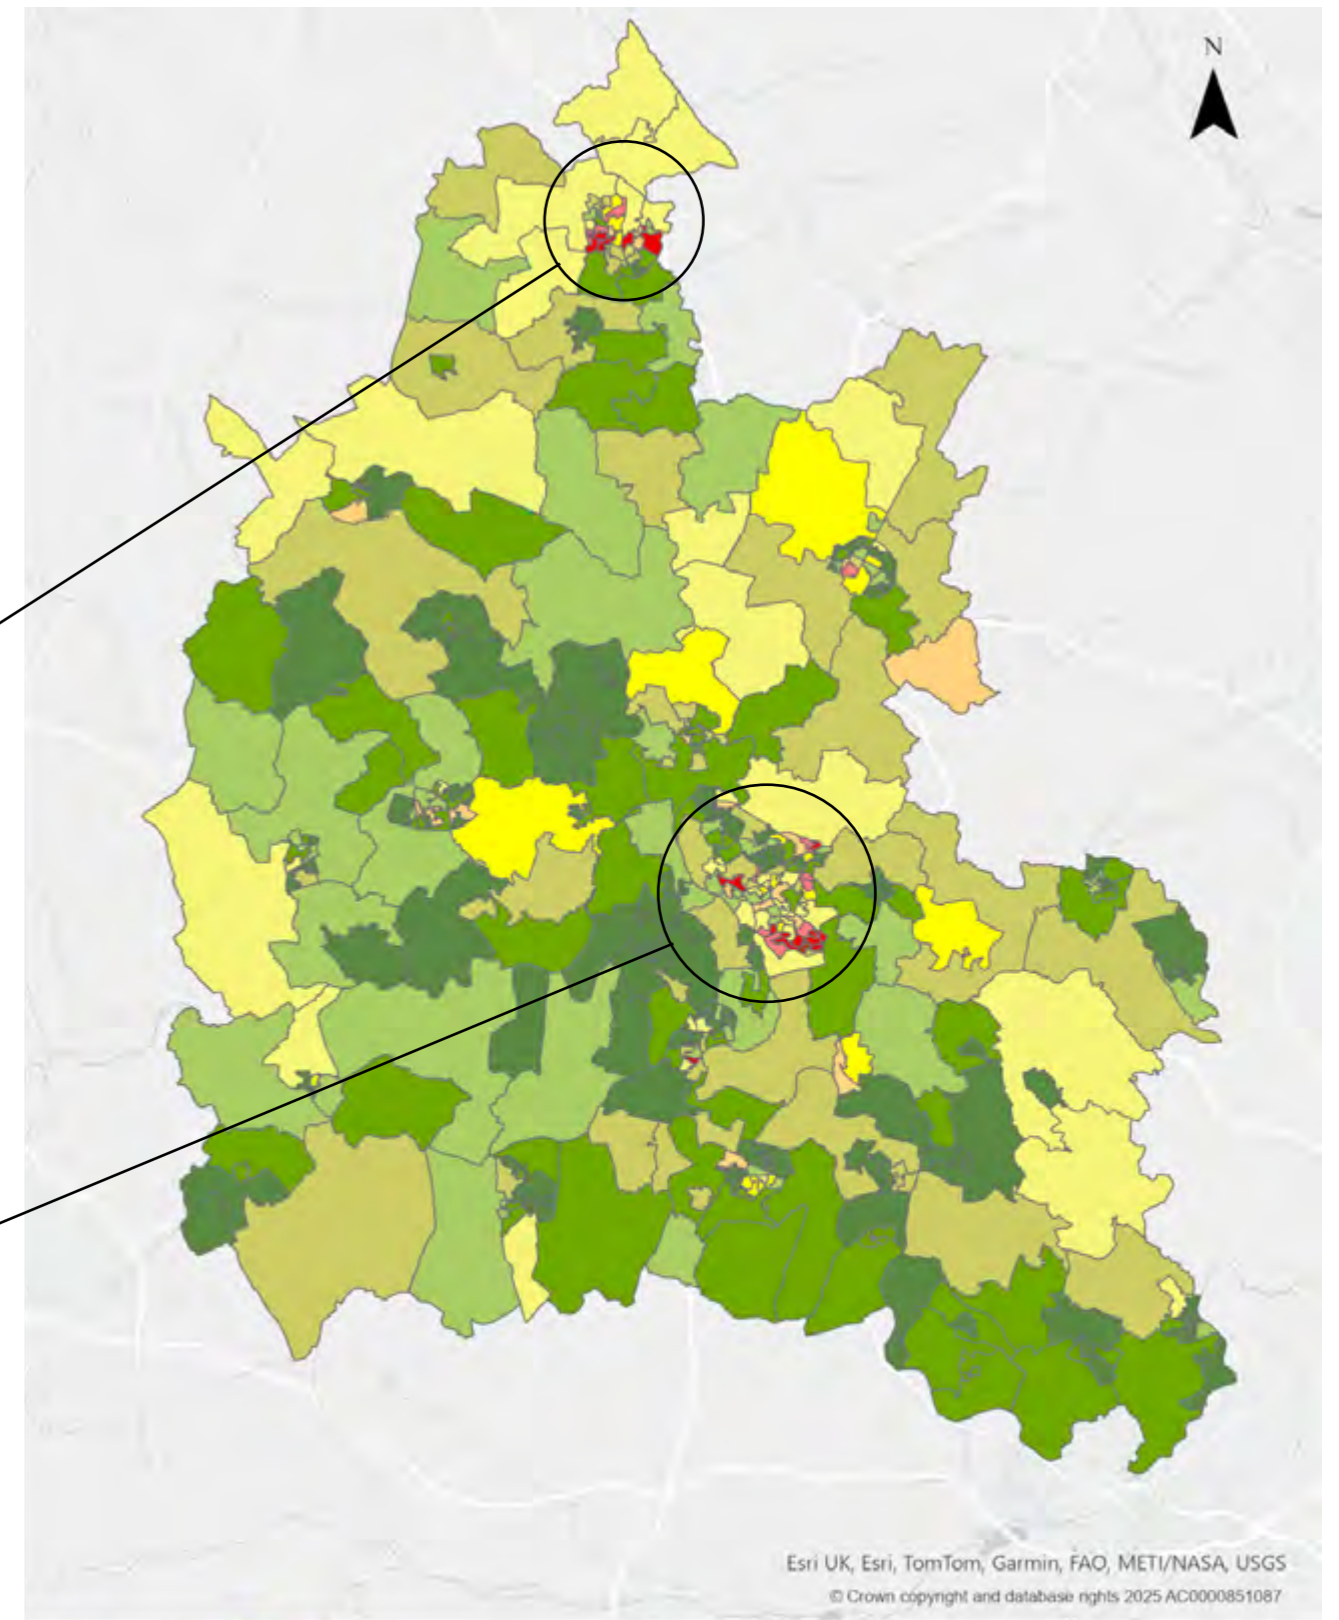 N
Esri UK, Esri, TomTom, Garmin, FAO, METI/NASA, USGS
© Crown copyright and database rights 2025 AC0000851087